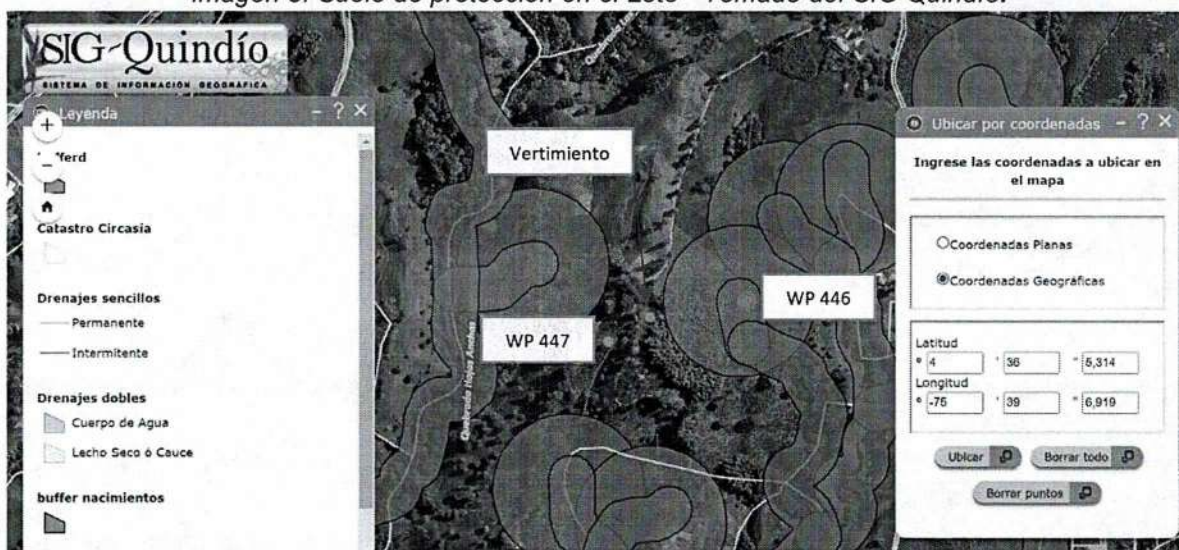 Imagen 8. Suelo de protección en el Lote - Tomado del SIG Quindío.
SIG-Quindío
SISTEMA DE INFORMACIÓN GEOGRÁFICA
Leyenda
Catastro Circasia
Drenajes sencillos
Permanente
Intermitente
Drenajes dobles
Cuerpo de Agua
Lecho Seco ó Cauce
buffer nacimientos
Vertimiento
WP 446
WP 447
Quebrada Hojas Anchas
Ubicar por coordenadas
Ingrese las coordenadas a ubicar en
el mapa
Coordenadas Planas
Coordenadas Geográficas
Latitud
° 4 ' 36 " 5,314
Longitud
° -75 ' 39 " 6,919
Ubicar Borrar todo
Borrar puntos